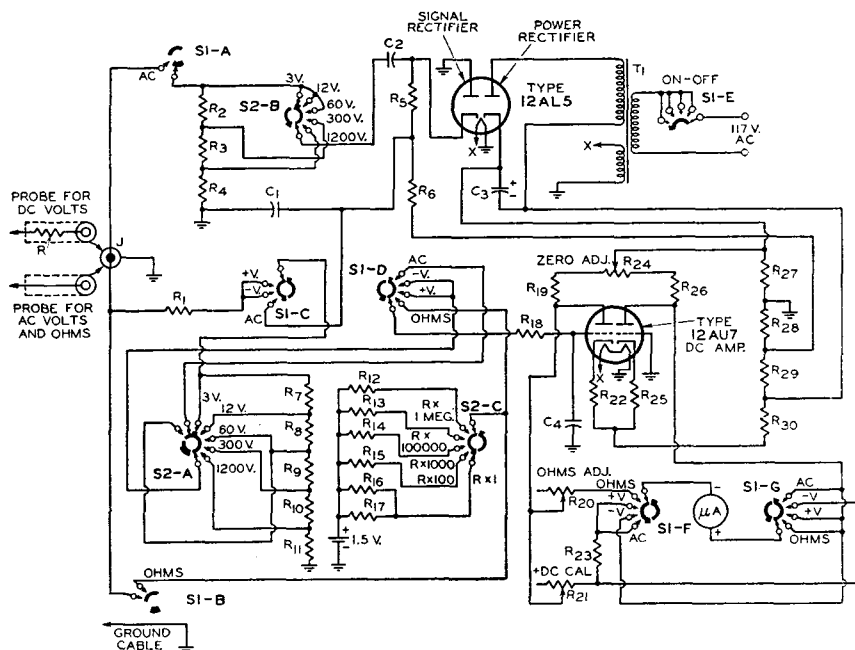 SIGNAL
RECTIFIER
POWER
RECTIFIER
S1-A
AC
C2
3V.
12V.
60V.
300V.
1200V.
S2-B
R2
R3
R4
R5
R6
C1
TYPE
12AL5
X
C3
+
-
T1
X
ON-OFF
S1-E
117V.
AC
PROBE FOR
DC VOLTS
R
J
PROBE FOR
AC VOLTS
AND OHMS
R1
+V.
-V.
AC
S1-C
S1-D
AC
-V.
+V.
OHMS
ZERO ADJ.
R24
R19
R26
R27
R28
R29
R30
R18
TYPE
12AU7
DC AMP.
X
R22
R25
C4
3V.
12V.
60V.
300V.
1200V.
S2-A
R7
R8
R9
R10
R11
R12
R13
R14
R15
R16
R17
S2-C
RX
1 MEG.
RX
100000
RX1000
RX100
RX1
+
-
1.5 V.
OHMS ADJ.
R20
OHMS
+V
-V
AC
S1-F
-
μA
+
S1-G
AC
-V
+V
OHMS
R23
+DC CAL
R21
OHMS
S1-B
GROUND
CABLE